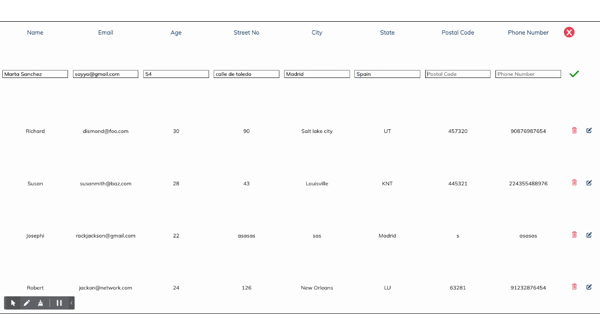 Name Email Age Street No City State Postal Code Phone Number
Marta Sanchez soyyo@gmail.com 54 calle de toledo Madrid Spain Postal Code Phone Number
Richard dismond@foo.com 30 90 Salt lake city UT 457320 90876987654
Susan susanmith@baz.com 28 43 Louisville KNT 445321 224355488976
Josephi rockjackson@gmail.com 22 asasas sas Madrid s asasas
Robert jackan@network.com 24 126 New Orleans LU 63281 91232876454